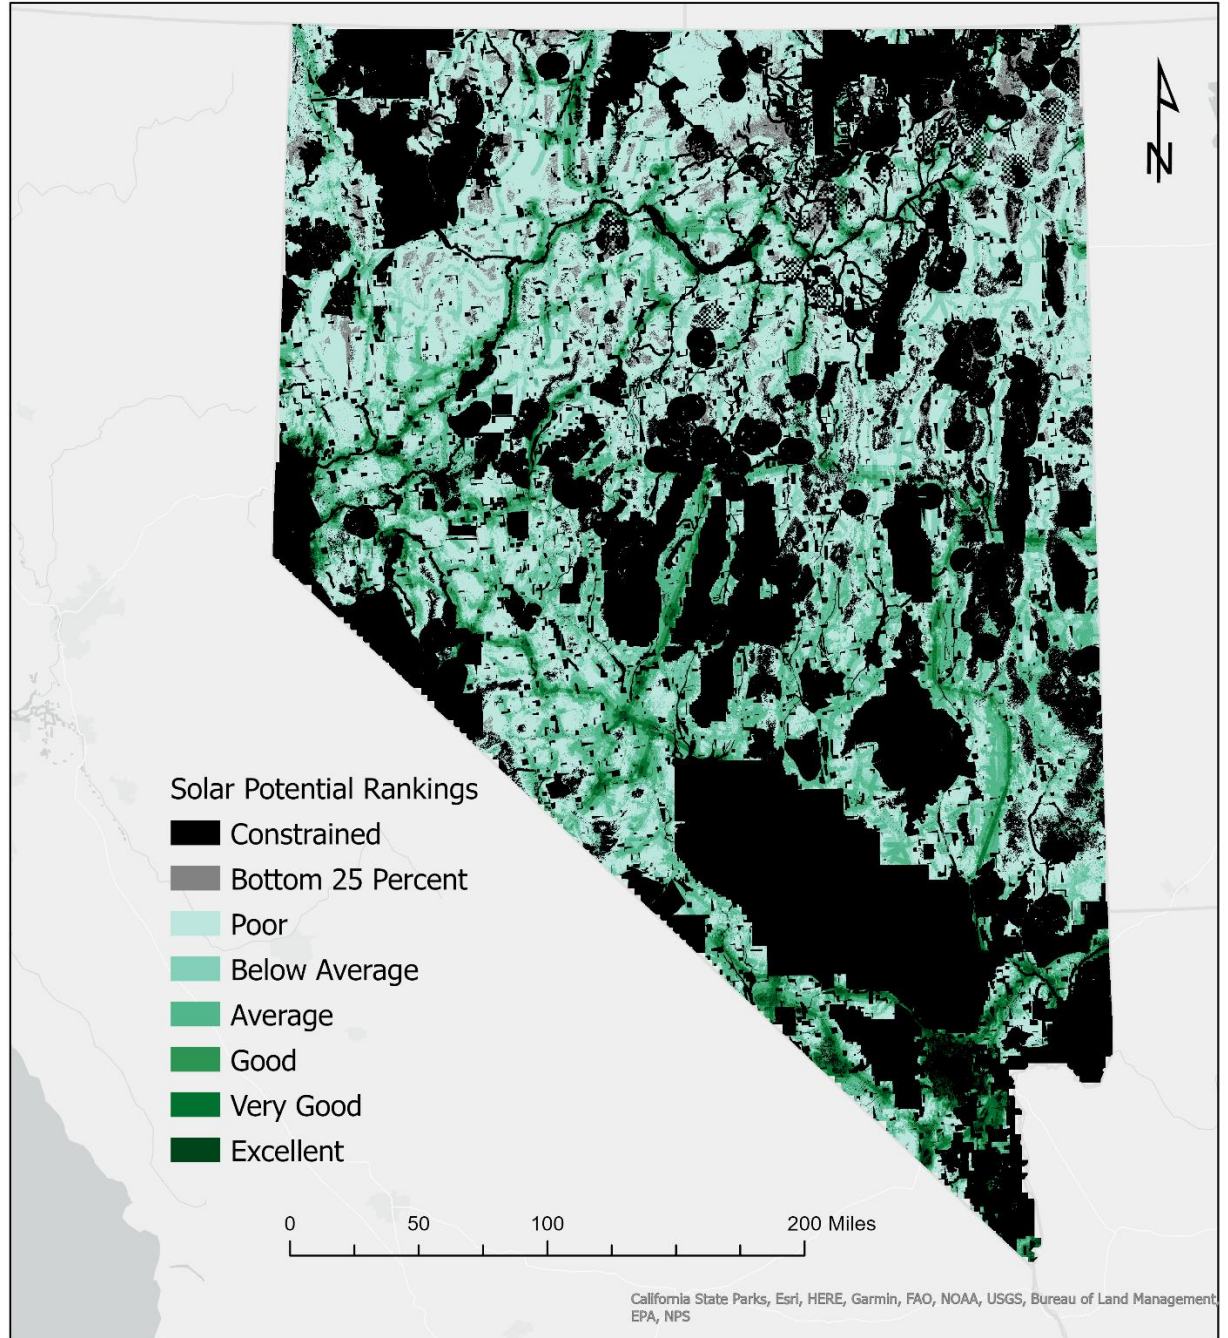 N
Solar Potential Rankings
Constrained
Bottom 25 Percent
Poor
Below Average
Average
Good
Very Good
Excellent
0 50 100 200 Miles
California State Parks, Esri, HERE, Garmin, FAO, NOAA, USGS, Bureau of Land Management,
EPA, NPS